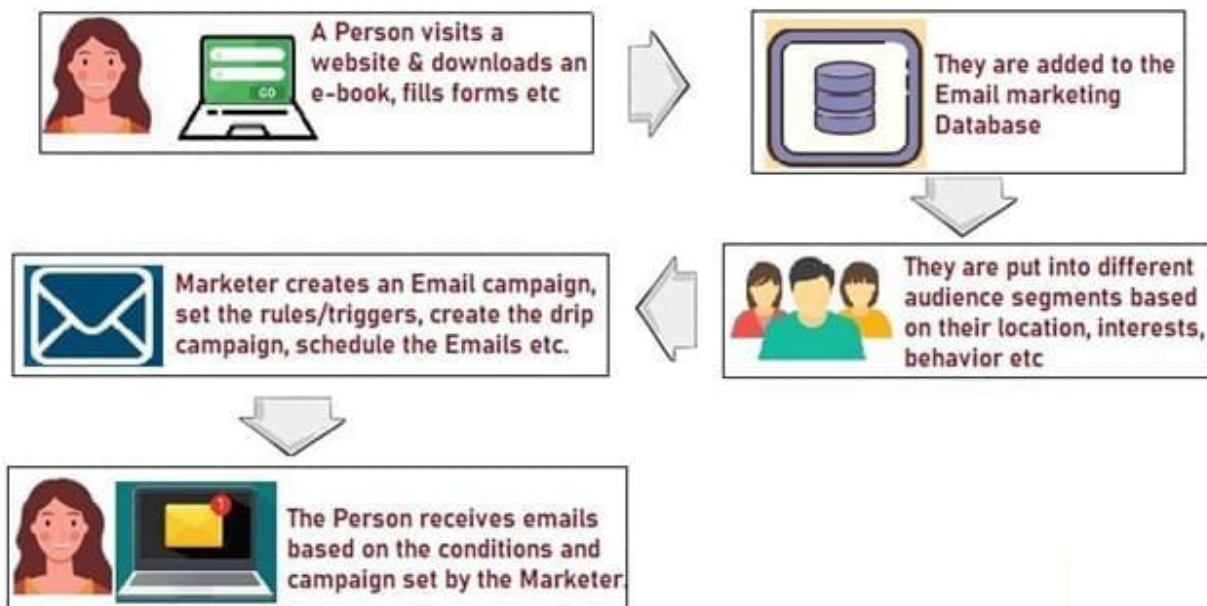 A Person visits a
website & downloads an
e-book, fills forms etc
GO
They are added to the
Email marketing
Database
They are put into different
audience segments based
on their location, interests,
behavior etc
Marketer creates an Email campaign,
set the rules/triggers, create the drip
campaign, schedule the Emails etc.
1
The Person receives emails
based on the conditions and
campaign set by the Marketer.